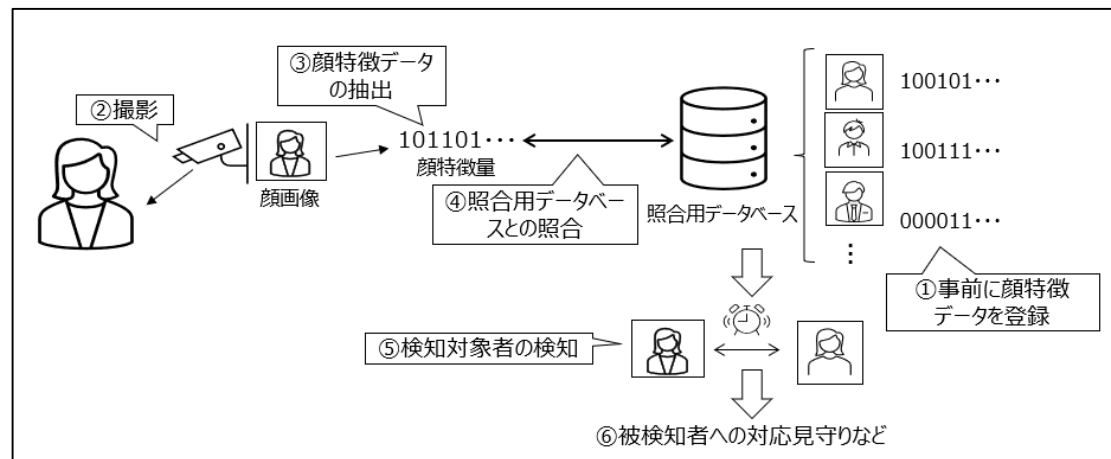 ③顔特徴データ
の抽出
②撮影
101101･･･
顔特徴量
顔画像
④照合用データベー
スとの照合
照合用データベース
100101･･･
100111･･･
000011･･･
①事前に顔特徴
データを登録
⑤検知対象者の検知
⑥被検知者への対応見守りなど